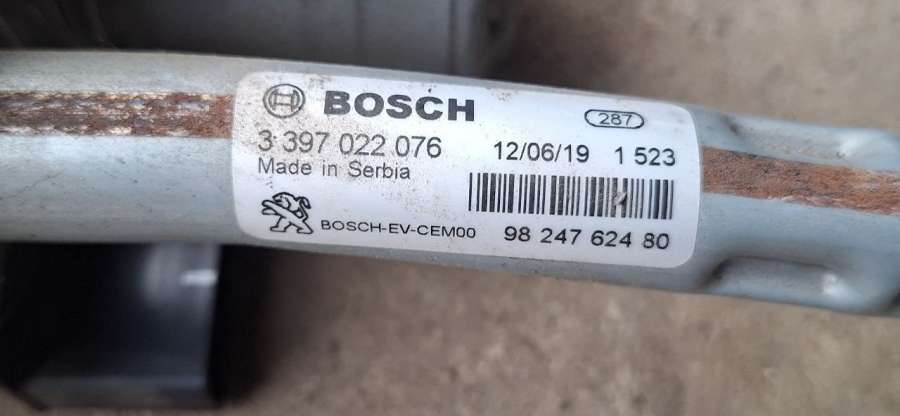 BOSCH 287
3 397 022 076 12/06/19 1 523
Made in Serbia
BOSCH-EV-CEM00 98 247 624 80